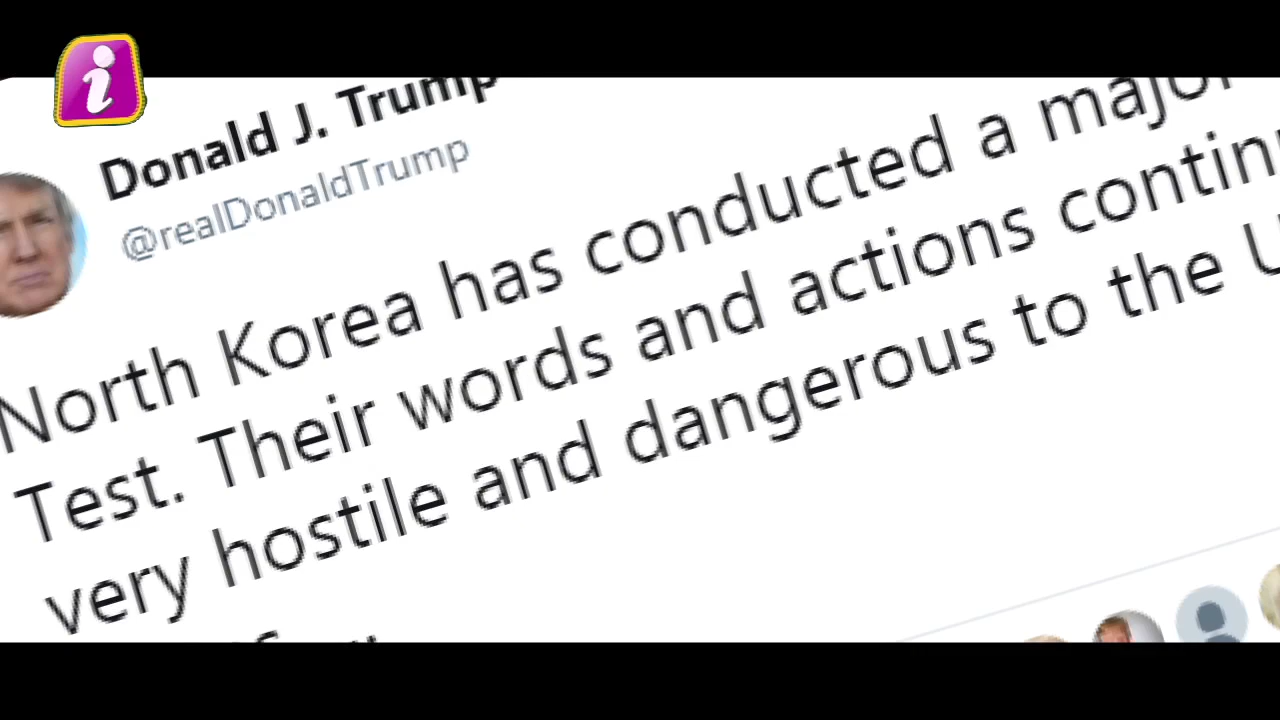 i
Donald J. Trump
@realDonaldTrump
North Korea has conducted a major
Test. Their words and actions contin
very hostile and dangerous to the U